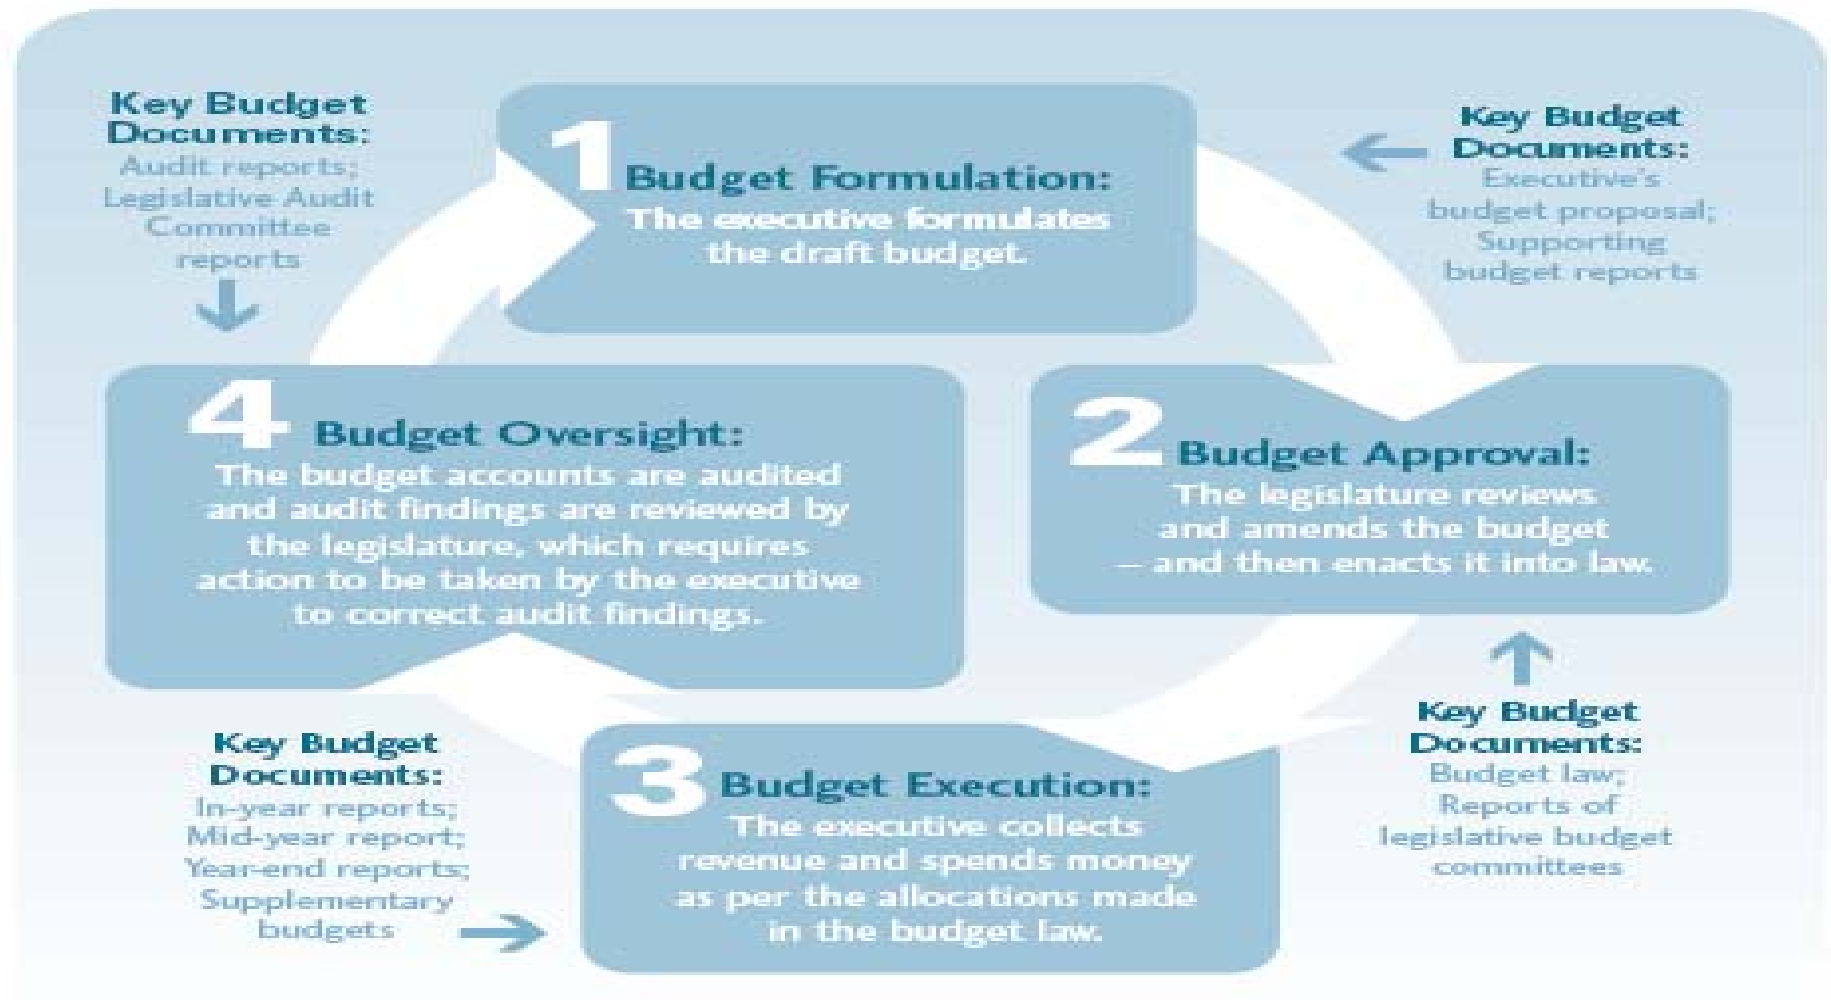 Key Budget
Documents:
Audit reports;
Legislative Audit
Committee
reports
1
Budget Formulation:
The executive formulates
the draft budget.
Key Budget
Documents:
Executive's
budget proposal;
Supporting
budget reports
4
Budget Oversight:
The budget accounts are audited
and audit findings are reviewed by
the legislature, which requires
action to be taken by the executive
to correct audit findings.
2
Budget Approval:
The legislature reviews
and amends the budget
– and then enacts it into law.
Key Budget
Documents:
In-year reports;
Mid-year report;
Year-end reports;
Supplementary
budgets
3
Budget Execution:
The executive collects
revenue and spends money
as per the allocations made
in the budget law.
Key Budget
Documents:
Budget law;
Reports of
legislative budget
committees